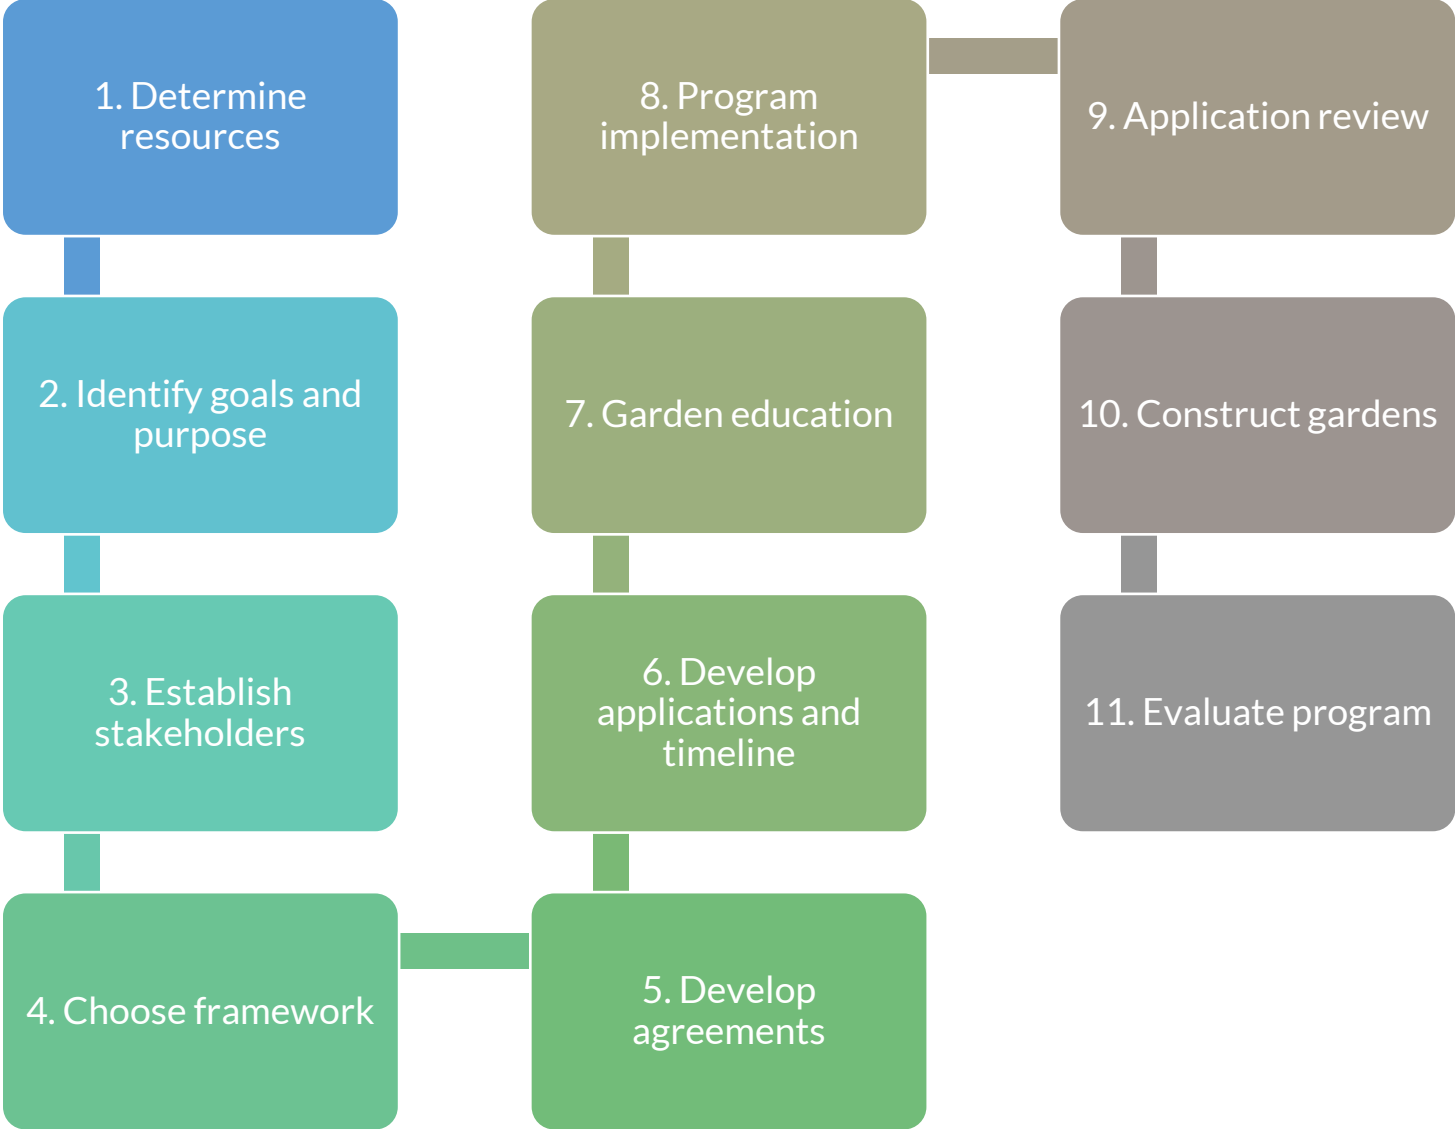 1. Determine
resources
2. Identify goals and
purpose
3. Establish
stakeholders
4. Choose framework
5. Develop
agreements
6. Develop
applications and
timeline
7. Garden education
8. Program
implementation
9. Application review
10. Construct gardens
11. Evaluate program